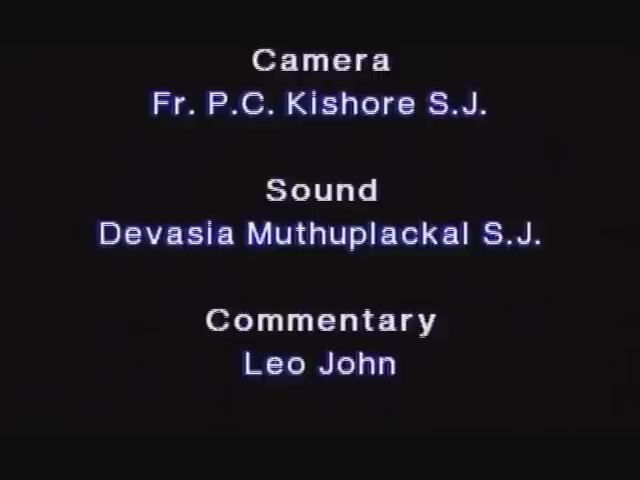 Camera
Fr. P.C. Kishore S.J.
Sound
Devasia Muthuplackal S.J.
Commentary
Leo John